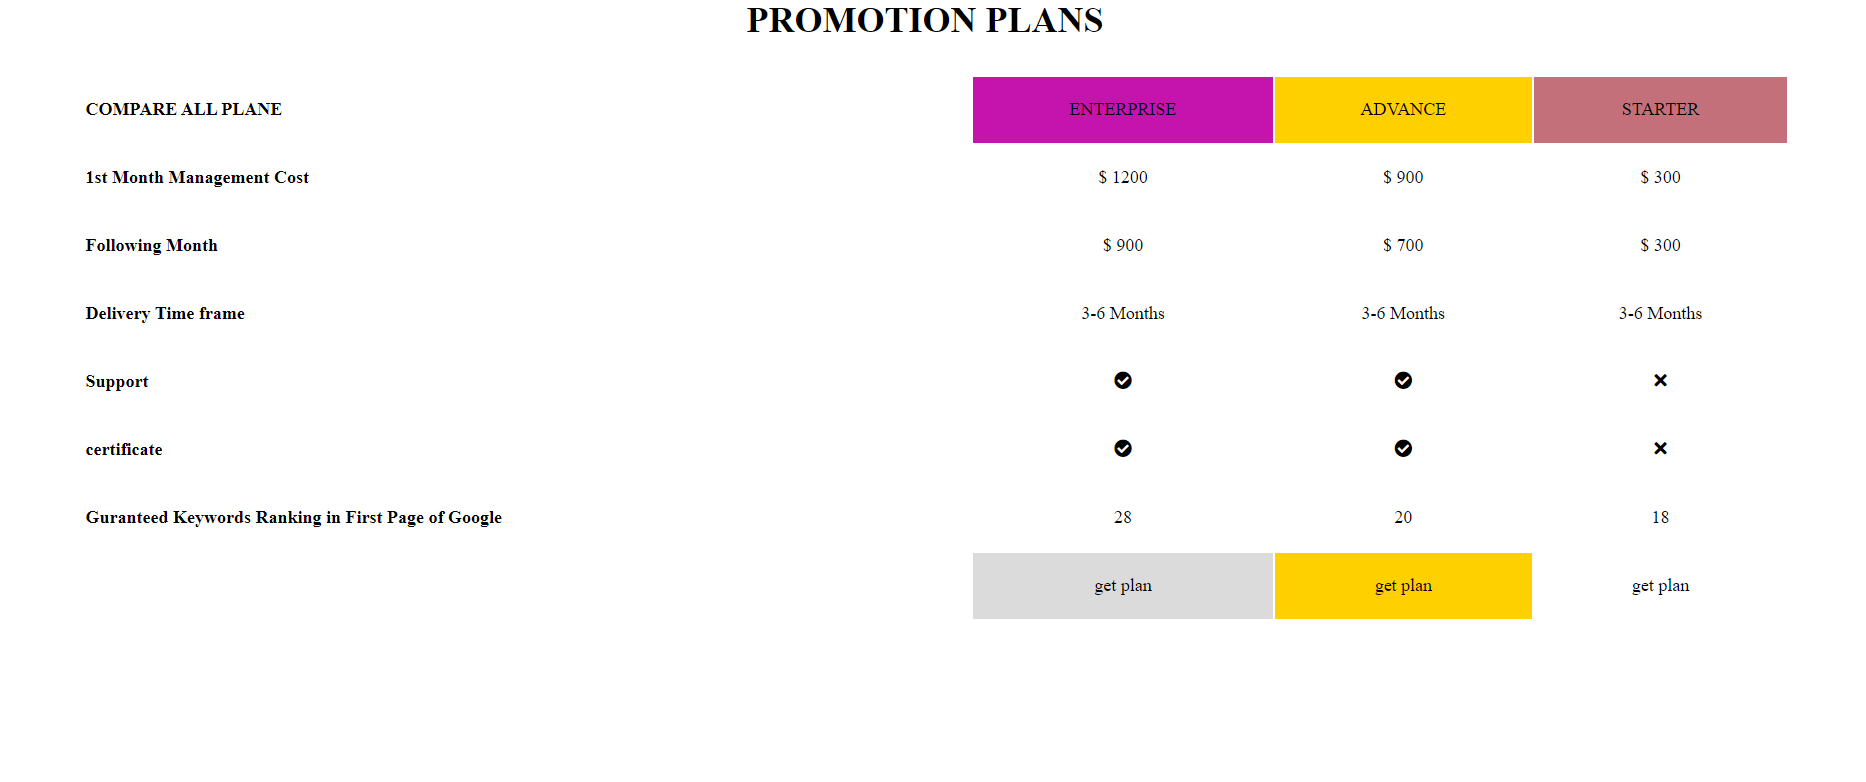 PROMOTION PLANS
COMPARE ALL PLANE ENTERPRISE ADVANCE STARTER
1st Month Management Cost $ 1200 $ 900 $ 300
Following Month $ 900 $ 700 $ 300
Delivery Time frame 3-6 Months 3-6 Months 3-6 Months
Support
certificate
Guranteed Keywords Ranking in First Page of Google 28 20 18
get plan get plan get plan